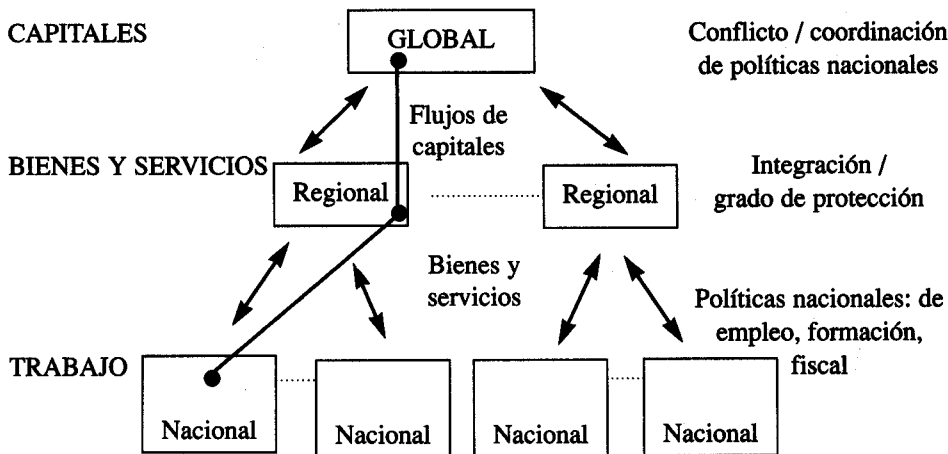 CAPITALES
GLOBAL
Conflicto / coordinación
de políticas nacionales
Flujos de
capitales
BIENES Y SERVICIOS
Regional
Regional
Integración /
grado de protección
Bienes y
servicios
Políticas nacionales: de
empleo, formación,
fiscal
TRABAJO
Nacional
Nacional
Nacional
Nacional